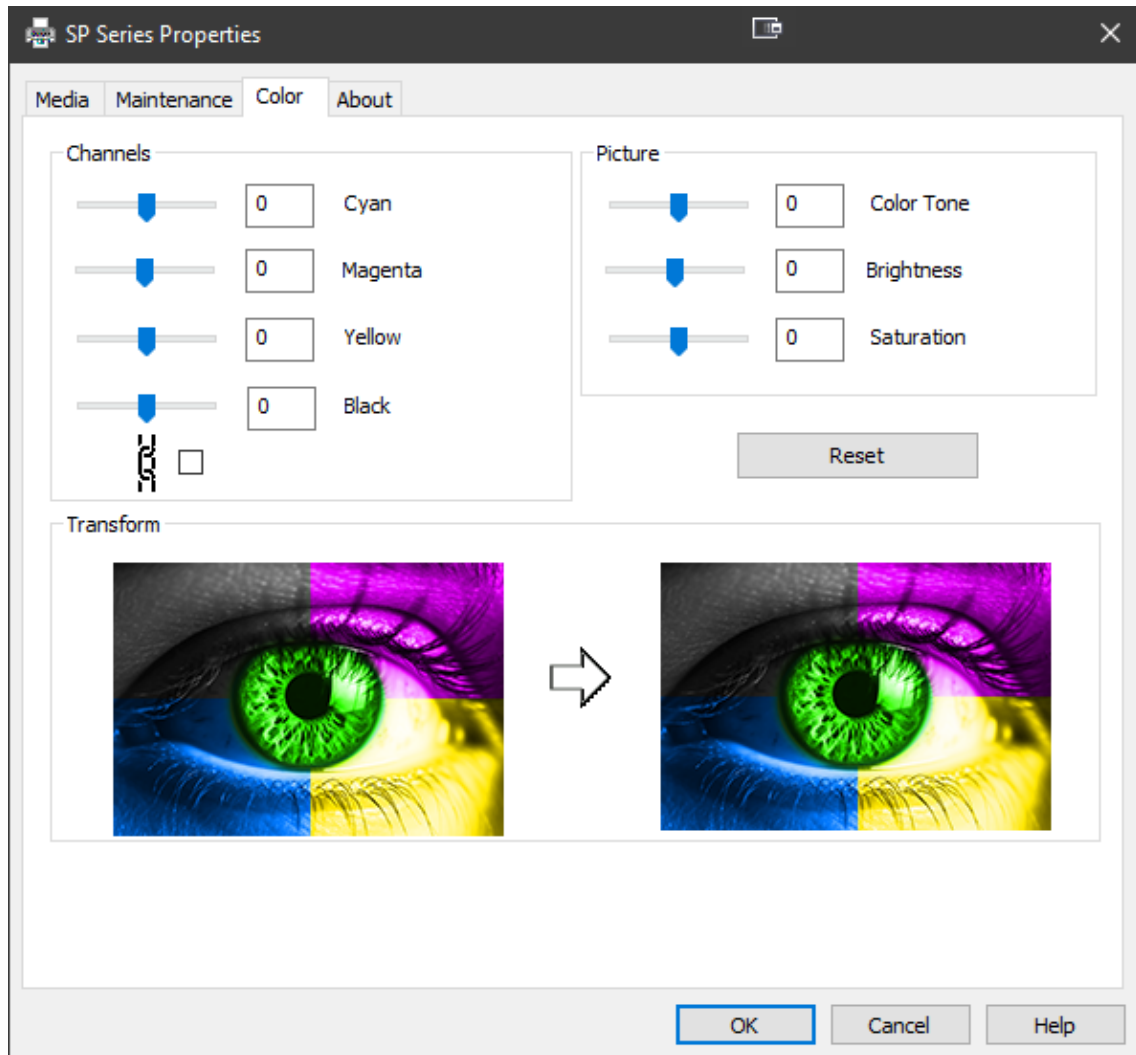 SP Series Properties
Media Maintenance Color About
Channels
0 Cyan
0 Magenta
0 Yellow
0 Black
Picture
0 Color Tone
0 Brightness
0 Saturation
Reset
Transform
OK Cancel Help